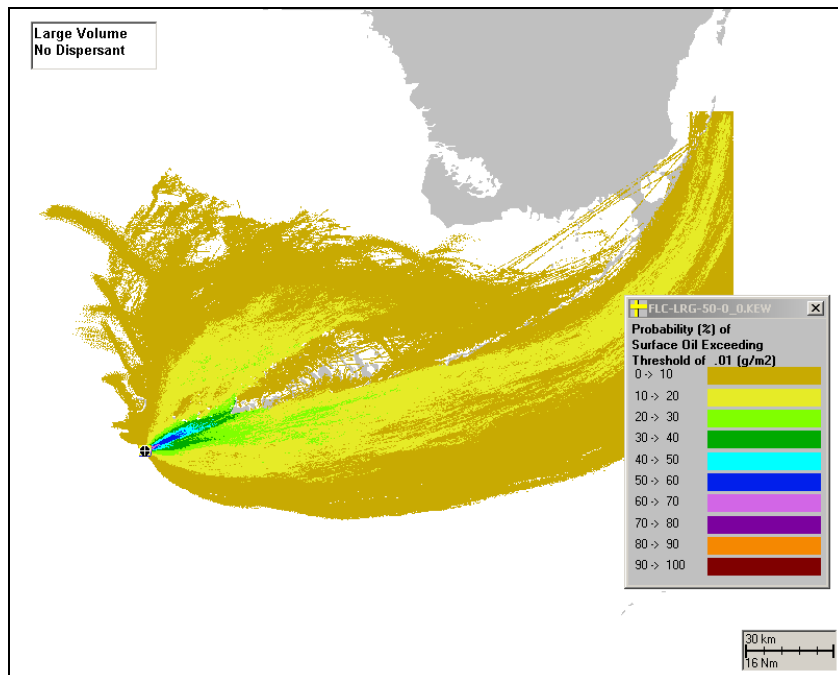 Large Volume
No Dispersant
FLC-LRG-50-0_0.KEW
Probability (%) of
Surface Oil Exceeding
Threshold of .01 (g/m2)
0 -> 10
10 -> 20
20 -> 30
30 -> 40
40 -> 50
50 -> 60
60 -> 70
70 -> 80
80 -> 90
90 -> 100
30 km
16 Nm